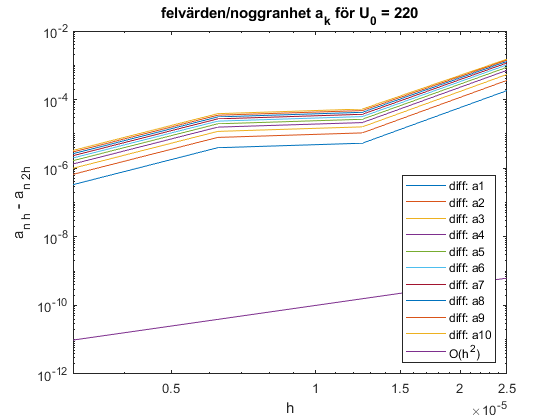 felvärden/noggranhet a_k för U_0 = 220
10^-2
10^-4
10^-6
10^-8
10^-10
10^-12
a_{n h} - a_{n 2h}
diff: a1
diff: a2
diff: a3
diff: a4
diff: a5
diff: a6
diff: a7
diff: a8
diff: a9
diff: a10
O(h^2)
0.5 1 1.5 2 2.5
h
×10^-5